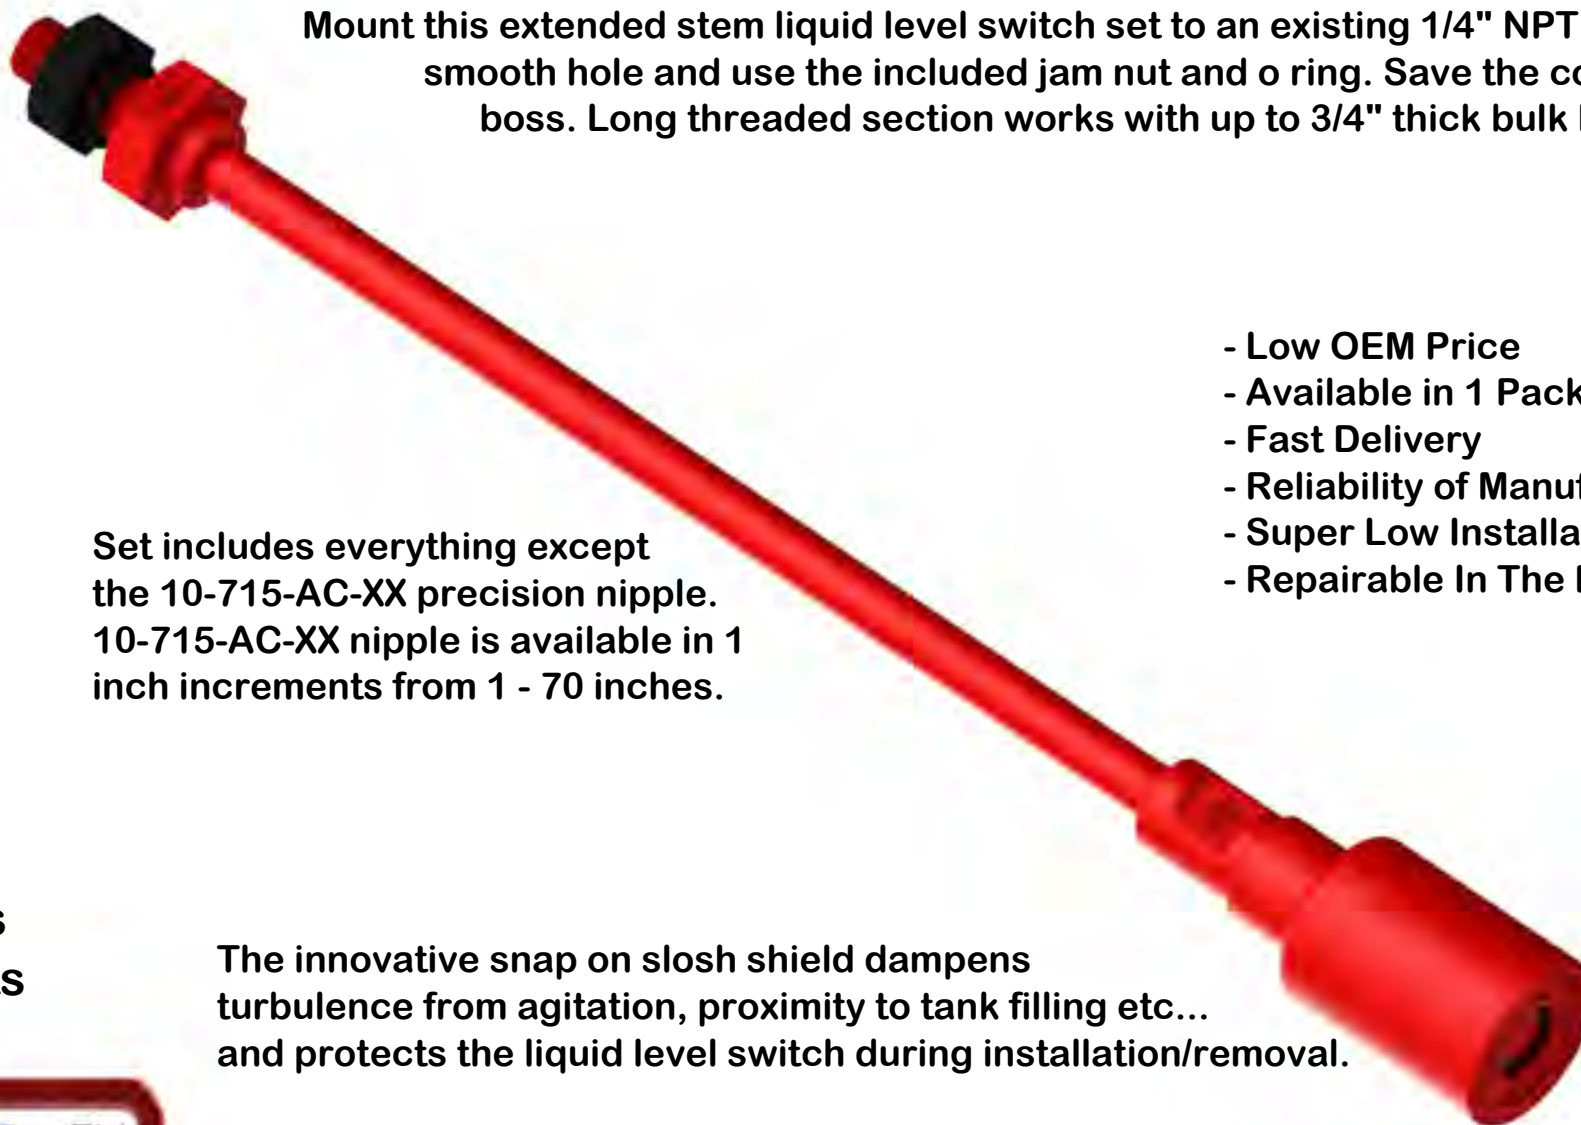 Mount this extended stem liquid level switch set to an existing 1/4" NPT
smooth hole and use the included jam nut and o ring. Save the
boss. Long threaded section works with up to 3/4" thick bulk
- Low OEM Price
- Available in 1 Pack
- Fast Delivery
- Reliability of
- Super Low
- Repairable In The
Set includes everything except
the 10-715-AC-XX precision nipple.
10-715-AC-XX nipple is available in 1
inch increments from 1 - 70 inches.
The innovative snap on slosh shield dampens
turbulence from agitation, proximity to tank filling etc...
and protects the liquid level switch during installation/removal.